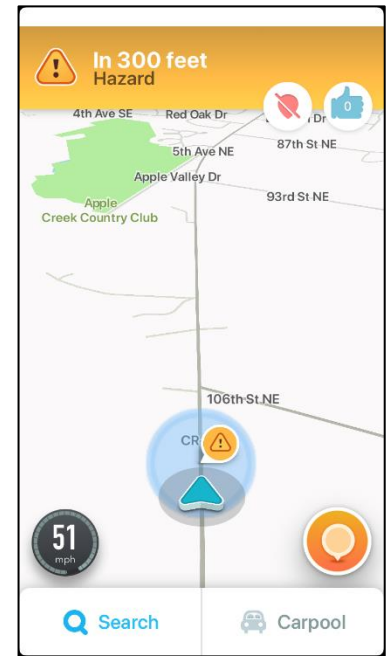 In 300 feet
Hazard
0
4th Ave SE
Red Oak Dr
Dr
5th Ave NE
87th St NE
Apple Valley Dr
93rd St NE
Apple
Creek Country Club
106th St NE
CR
51
mph
Search
Carpool